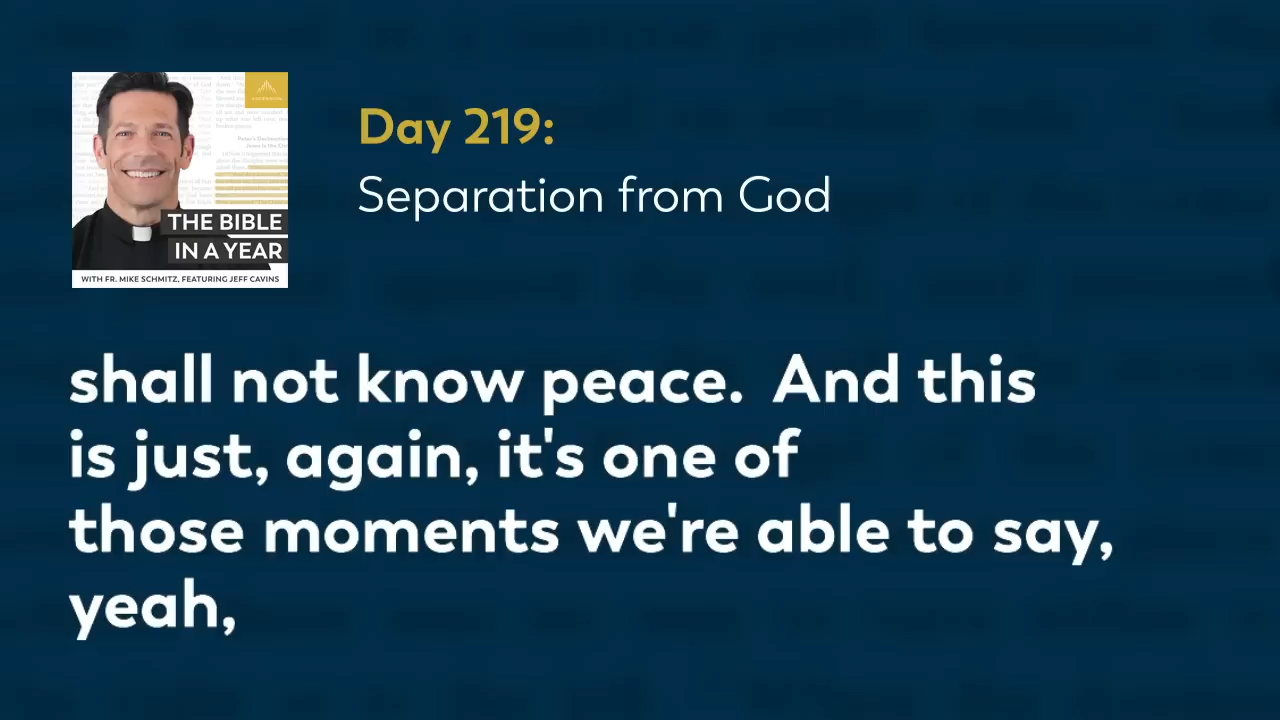 Day 219:
Separation from God
THE BIBLE
IN A YEAR
WITH FR. MIKE SCHMITZ, FEATURING JEFF CAVINS
shall not know peace.  And this
is just, again, it's one of
those moments we're able to say,
yeah,